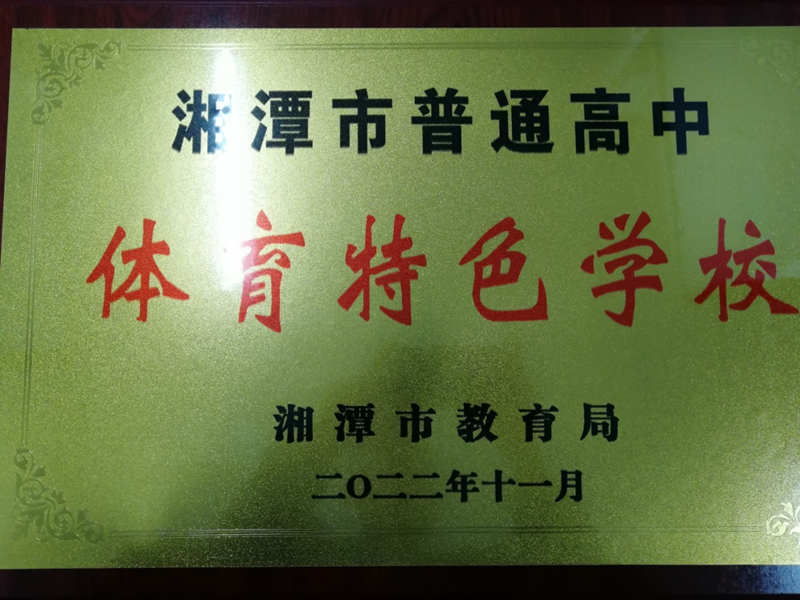 湘潭市普通高中
体育特色学校
湘潭市教育局
二O二二年十一月